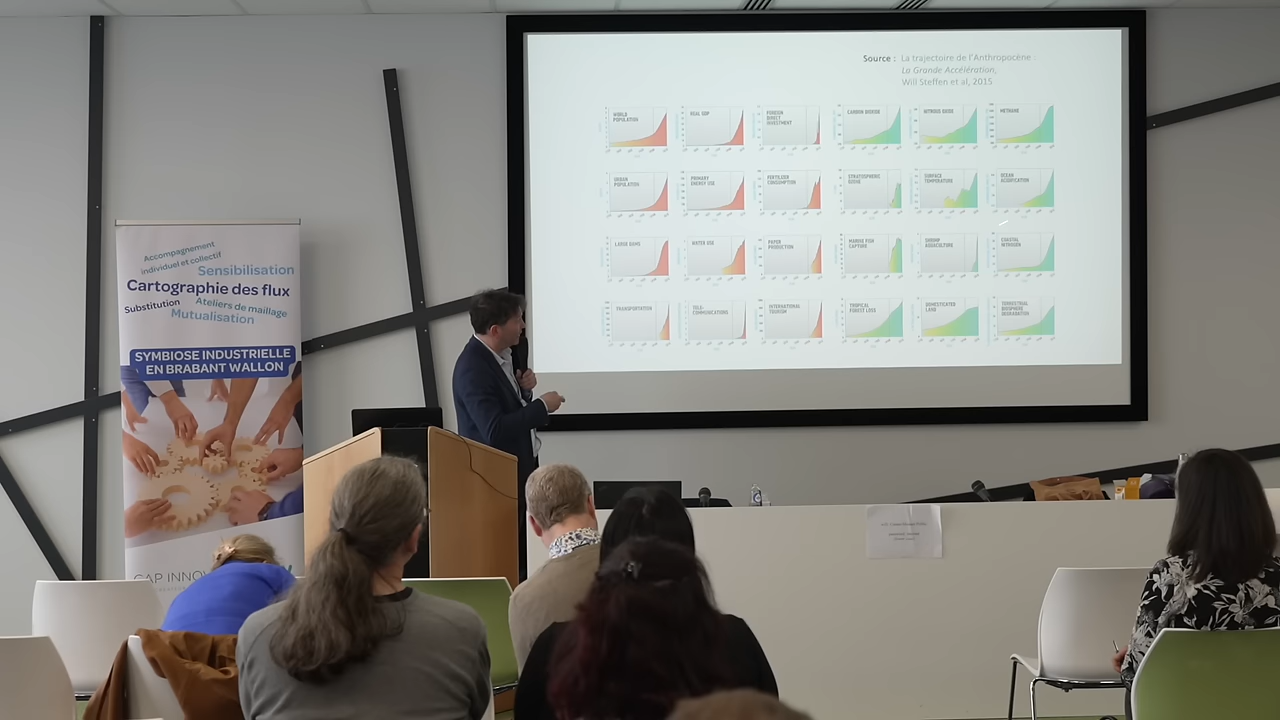 Source : La trajectoire de l'Anthropocène :
La Grande Accélération,
Will Steffen et al, 2015
WORLD POPULATION
REAL GDP
FOREIGN DIRECT INVESTMENT
CARBON DIOXIDE
NITROUS OXIDE
METHANE
URBAN POPULATION
PRIMARY ENERGY USE
FERTILIZER CONSUMPTION
STRATOSPHERIC OZONE
SURFACE TEMPERATURE
OCEAN ACIDIFICATION
LARGE DAMS
WATER USE
PAPER PRODUCTION
MARINE FISH CAPTURE
SHRIMP AQUACULTURE
COASTAL NITROGEN
TRANSPORTATION
TELE-COMMUNICATIONS
INTERNATIONAL TOURISM
TROPICAL FOREST LOSS
DOMESTICATED LAND
TERRESTRIAL BIOSPHERE DEGRADATION
Accompagnement
individuel et collectif
Sensibilisation
Cartographie des flux
Substitution
Ateliers de maillage
Mutualisation
SYMBIOSE INDUSTRIELLE
EN BRABANT WALLON
CAP INNOV